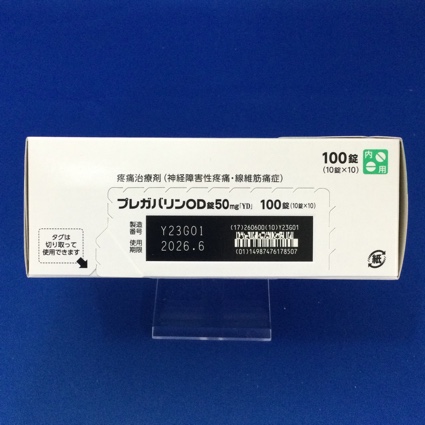 疼痛治療剤(神経障害性疼痛・線維筋痛症)
100錠
(10錠×10)
内
用
プレガバリンOD錠50mg「YD」 100錠(10錠×10)
製造番号 Y23G01
使用期限 2026.6
(17)260600(10)Y23G01
(01)14987476178507
タグは
切り取って
使用できます
紙